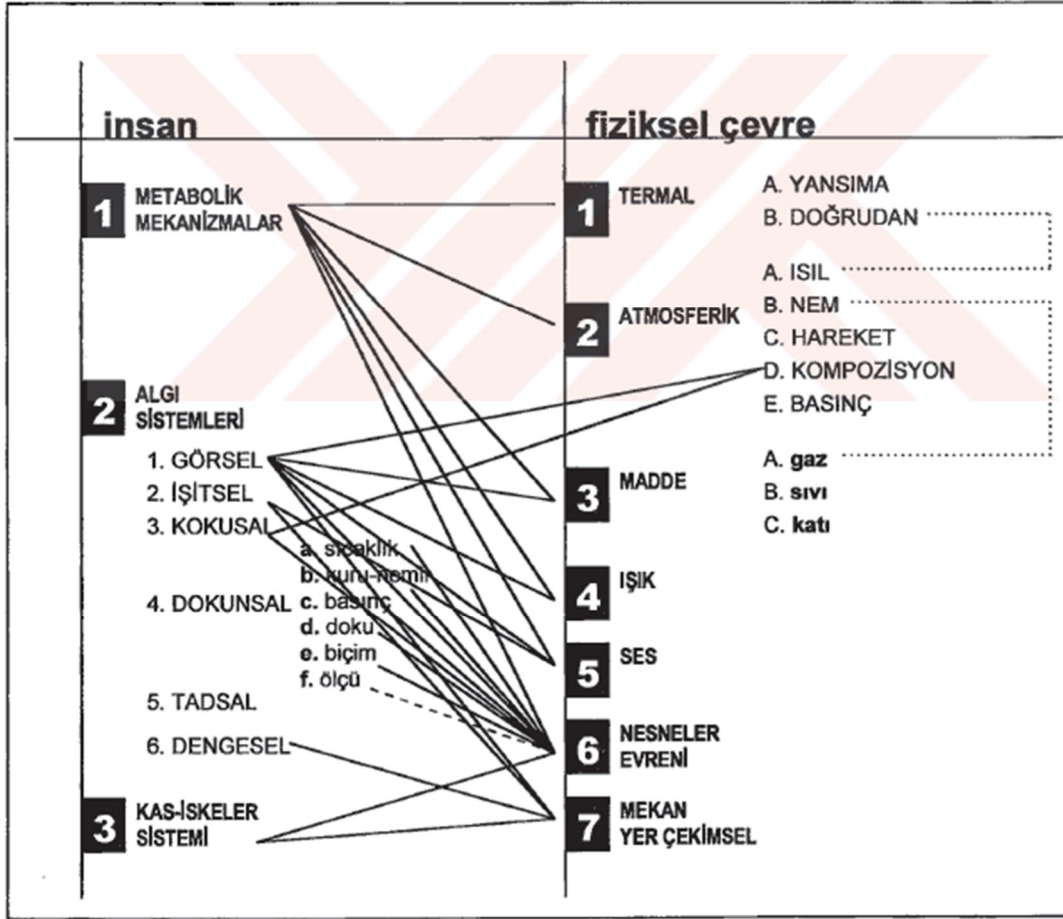 insan
fiziksel çevre
1 METABOLİK
MEKANİZMALAR
2 ALGI
SİSTEMLERİ
1. GÖRSEL
2. İŞİTSEL
3. KOKUSAL
a. sıcaklık
b. kuru-nemli
4. DOKUNSAL
c. basınç
d. doku
e. biçim
f. ölçü
5. TADSAL
6. DENGESEL
3 KAS-İSKELER
SİSTEMİ
1 TERMAL
A. YANSIMA
B. DOĞRUDAN
2 ATMOSFERİK
A. ISIL
B. NEM
C. HAREKET
D. KOMPOZİSYON
E. BASINÇ
3 MADDE
A. gaz
B. sıvı
C. katı
4 IŞIK
5 SES
6 NESNELER
EVRENİ
7 MEKAN
YER ÇEKİMSEL